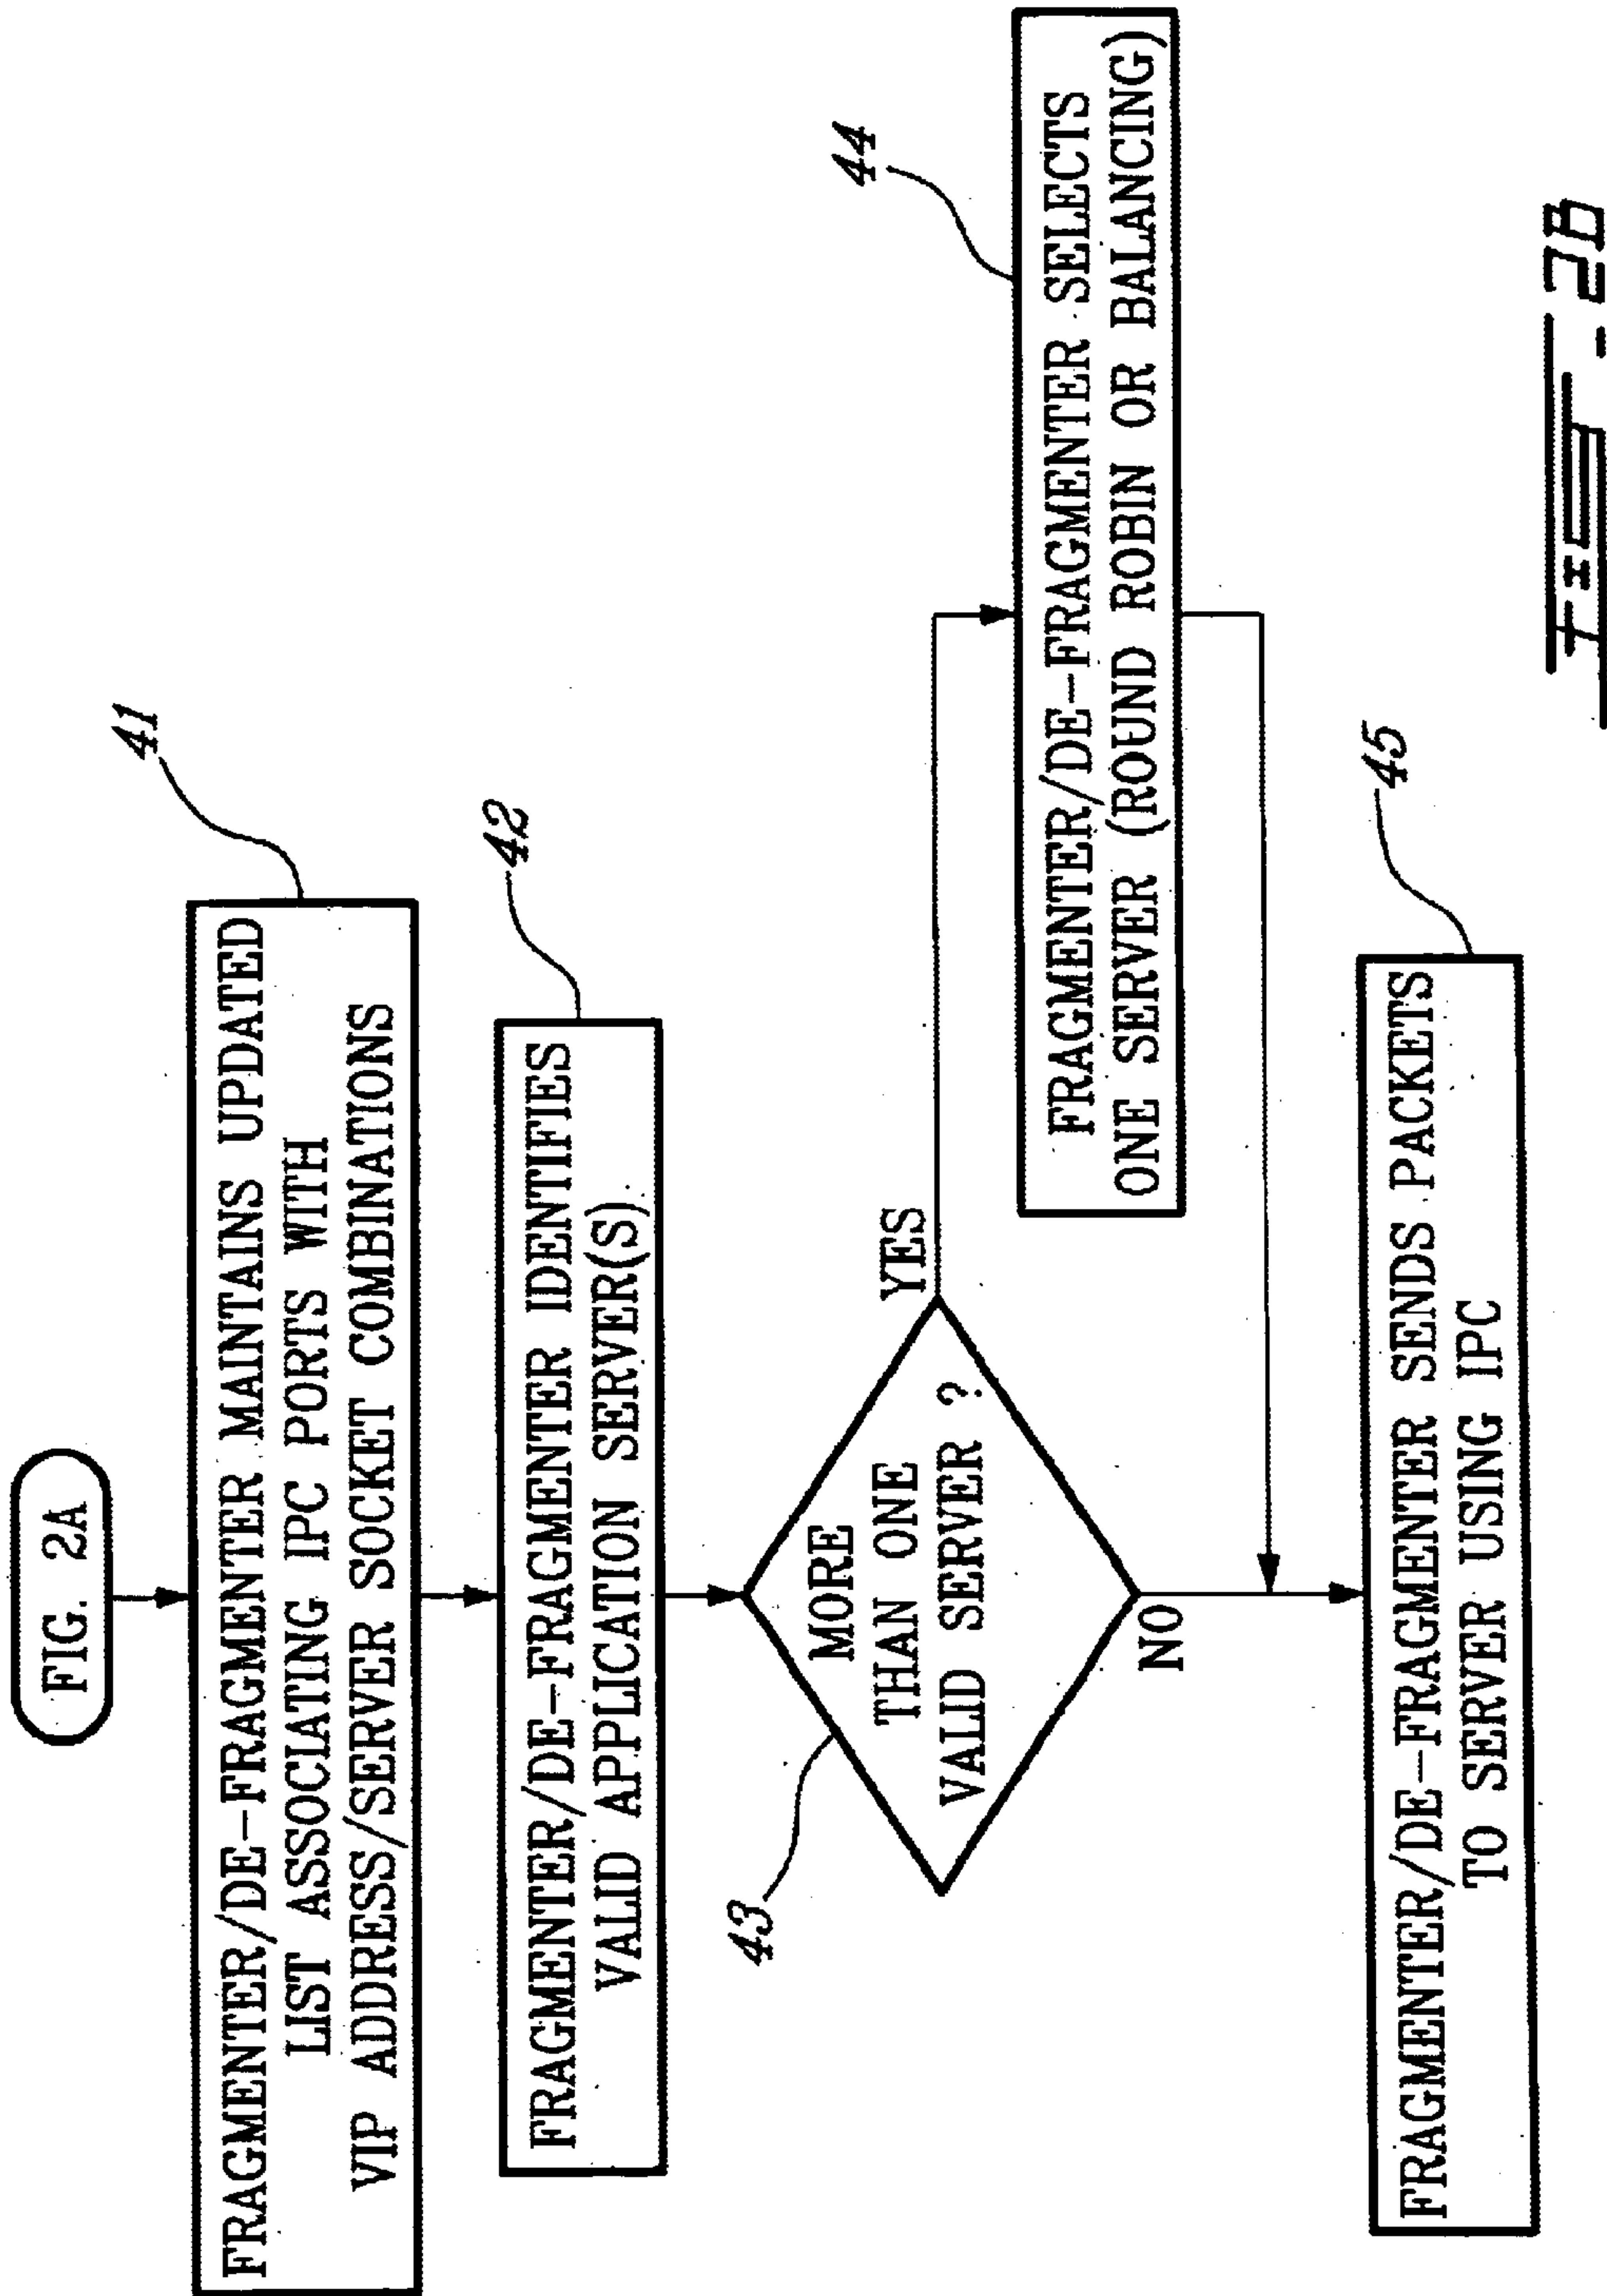 FIG. 2A
41
FRAGMENTER/DE-FRAGMENTER MAINTAINS UPDATED
LIST ASSOCIATING IPC PORTS WITH
VIP ADDRESS/SERVER SOCKET COMBINATIONS
42
FRAGMENTER/DE-FRAGMENTER IDENTIFIES
VALID APPLICATION SERVER(S)
43
MORE
THAN ONE
VALID SERVER ?
YES
NO
44
FRAGMENTER/DE-FRAGMENTER SELECTS
ONE SERVER (ROUND ROBIN OR BALANCING)
45
FRAGMENTER/DE-FRAGMENTER SENDS PACKETS
TO SERVER USING IPC
FIG - 2B